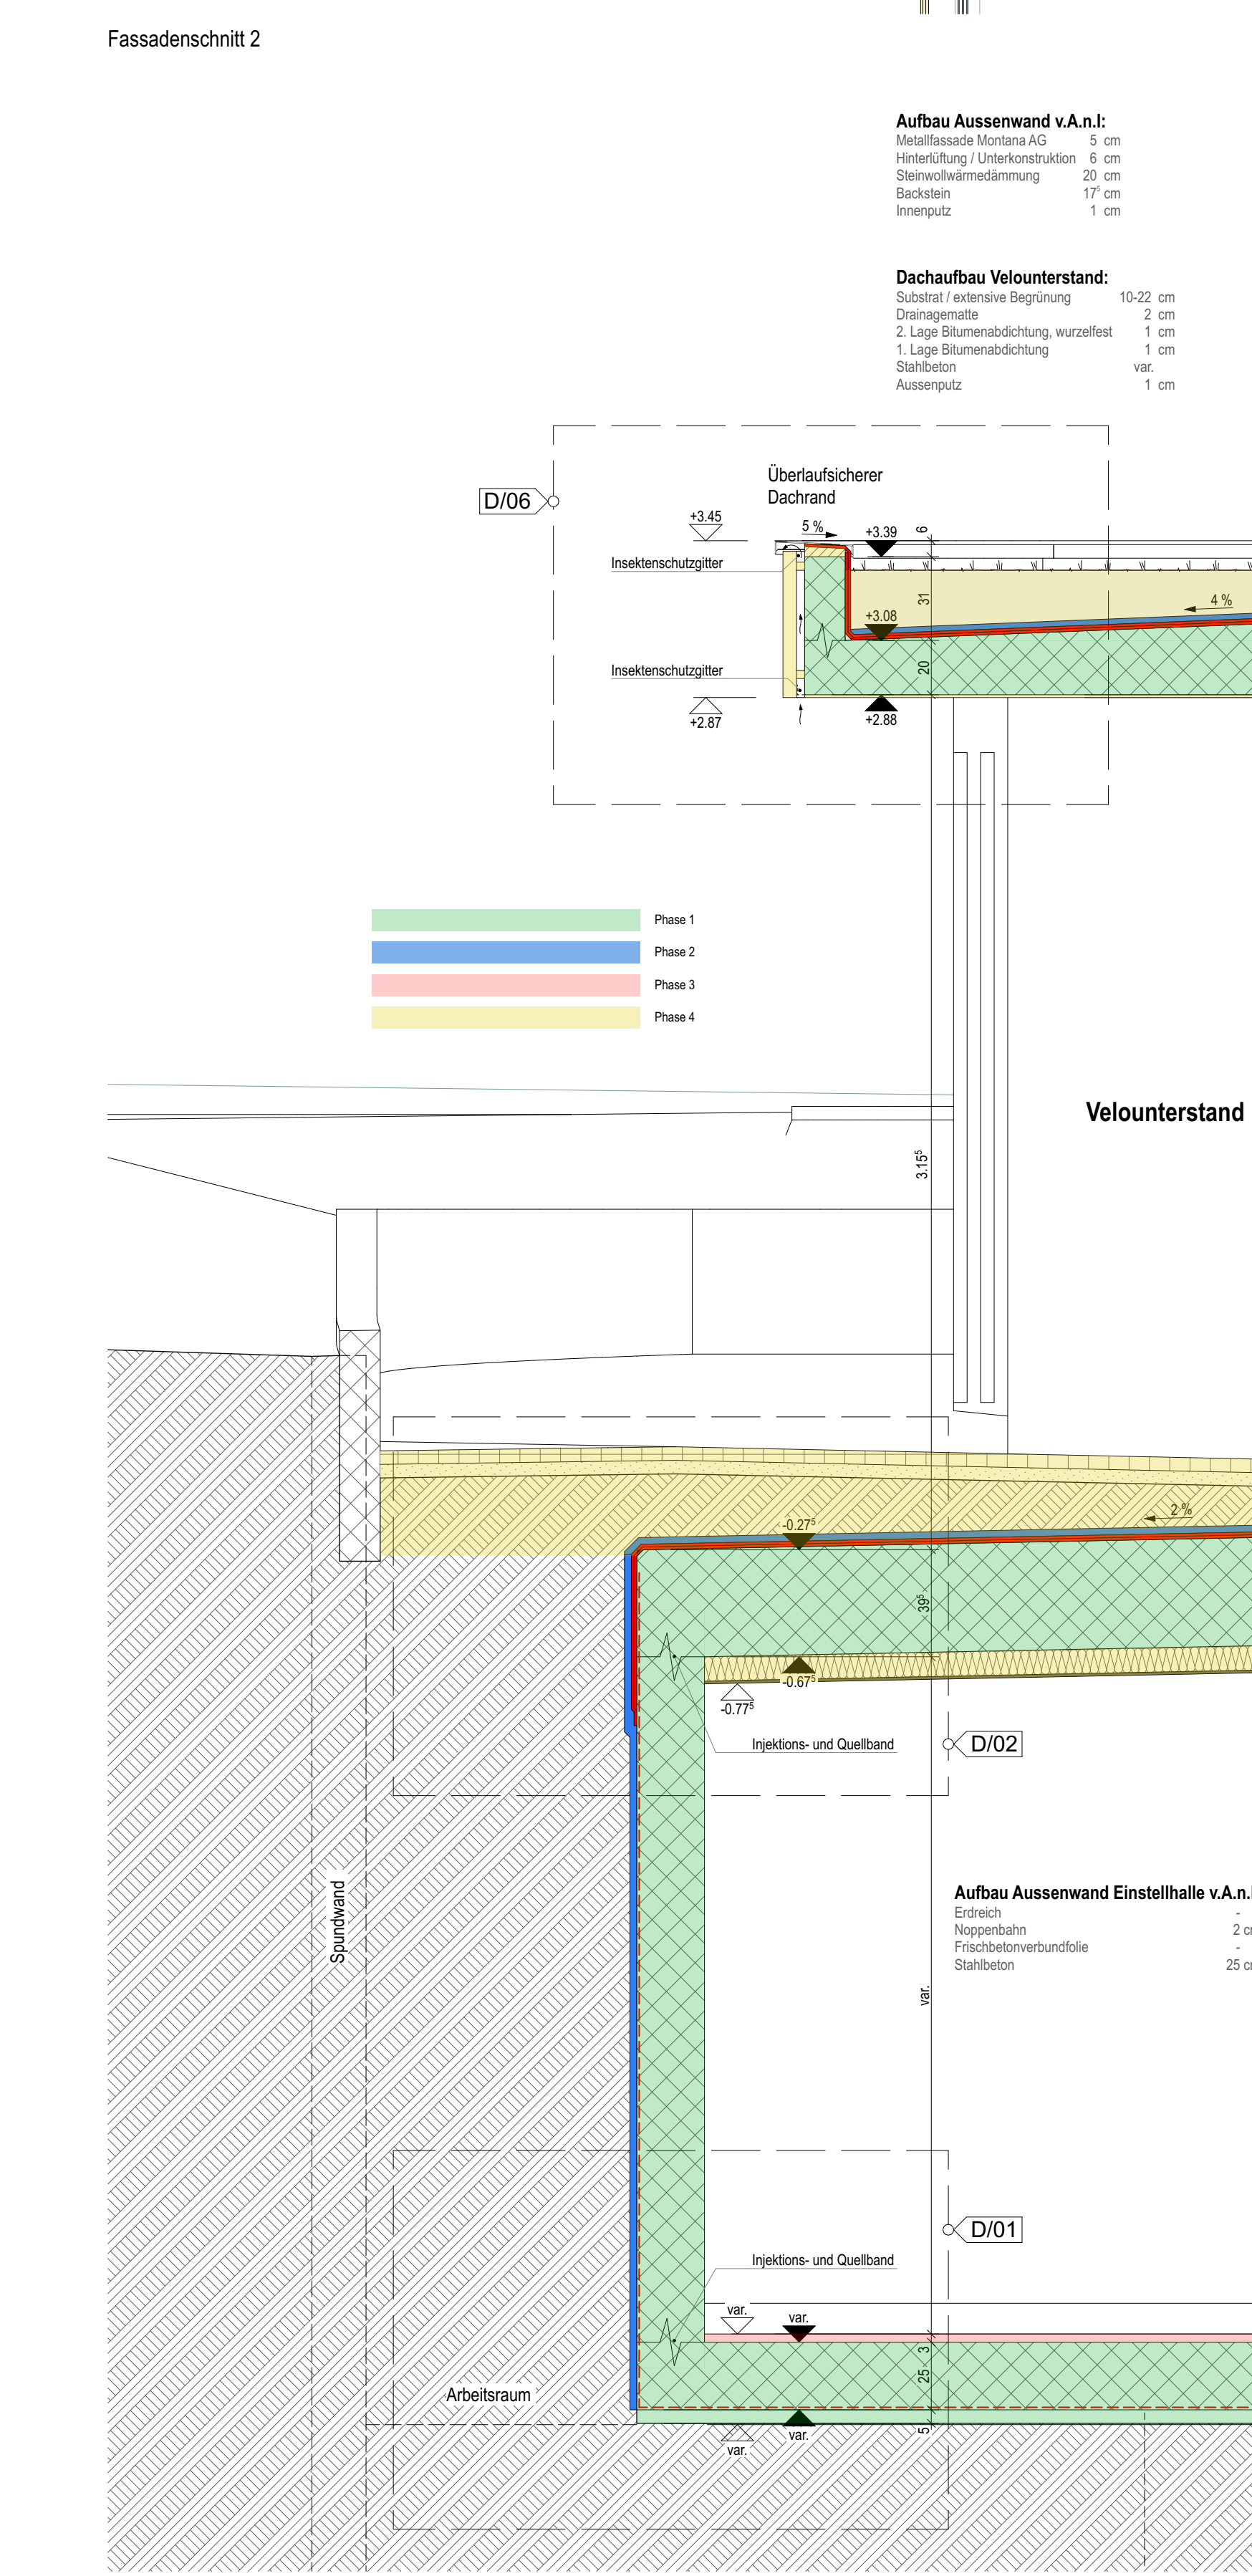 Fassadenschnitt 2
Aufbau Aussenwand v.A.n.I:
Metallfassade Montana AG 5 cm
Hinterlüftung / Unterkonstruktion 6 cm
Steinwollwärmedämmung 20 cm
Backstein 17⁵ cm
Innenputz 1 cm
Dachaufbau Velounterstand:
Substrat / extensive Begrünung 10-22 cm
Drainagematte 2 cm
2. Lage Bitumenabdichtung, wurzelfest 1 cm
1. Lage Bitumenabdichtung 1 cm
Stahlbeton var.
Aussenputz 1 cm
Überlaufsicherer
Dachrand
D/06
+3.45
5 %
+3.39
6
Insektenschutzgitter
31
4 %
+3.08
20
Insektenschutzgitter
+2.87
+2.88
Phase 1
Phase 2
Phase 3
Phase 4
Velounterstand
3.15⁵
2 %
-0.27⁵
39⁵
-0.67⁵
-0.77⁵
Injektions- und Quellband
D/02
Spundwand
Aufbau Aussenwand Einstellhalle v.A.n.
Erdreich -
Noppenbahn 2 c
Frischbetonverbundfolie -
Stahlbeton 25 c
var.
D/01
Injektions- und Quellband
var.
var.
3
25
Arbeitsraum
5
var.
var.